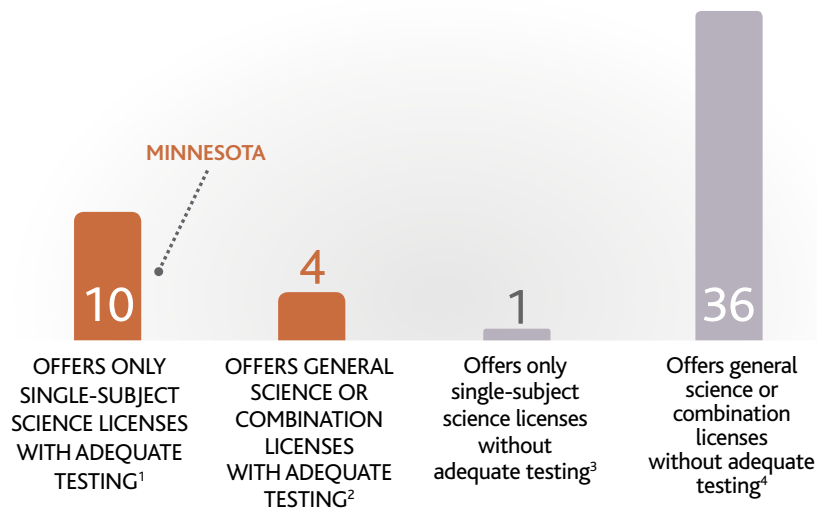 MINNESOTA
10
4
1
36
OFFERS ONLY
SINGLE-SUBJECT
SCIENCE LICENSES
WITH ADEQUATE
TESTING¹
OFFERS GENERAL
SCIENCE OR
COMBINATION
LICENSES
WITH ADEQUATE
TESTING²
Offers only
single-subject
science licenses
without
adequate testing³
Offers general
science or
combination
licenses
without adequate
testing⁴